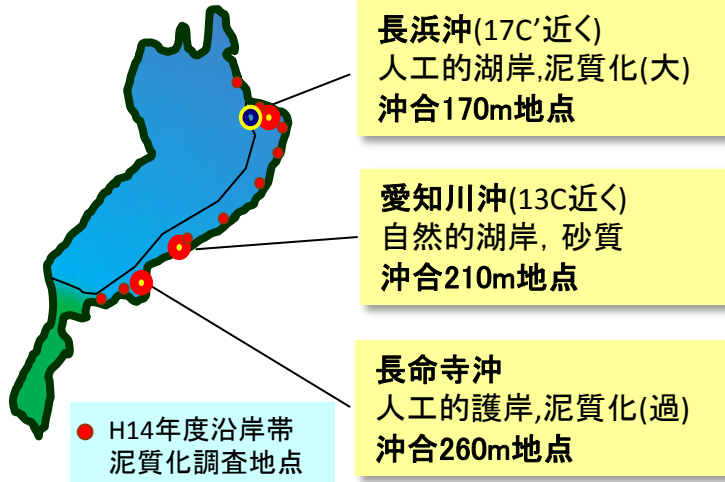 長浜沖(17C’近く)
人工的湖岸,泥質化(大)
沖合170m地点
愛知川沖(13C近く)
自然的湖岸, 砂質
沖合210m地点
長命寺沖
人工的護岸,泥質化(過)
沖合260m地点
H14年度沿岸帯
泥質化調査地点